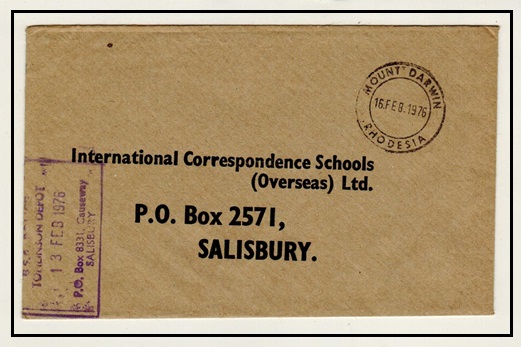 MOUNT DARWIN
16.FEB.1976
RHODESIA
International Correspondence Schools
(Overseas) Ltd.
P.O. Box 2571,
SALISBURY.
TOMLINSON DEPOT
13 FEB 1976
P.O. Box 8331, Causeway
SALISBURY